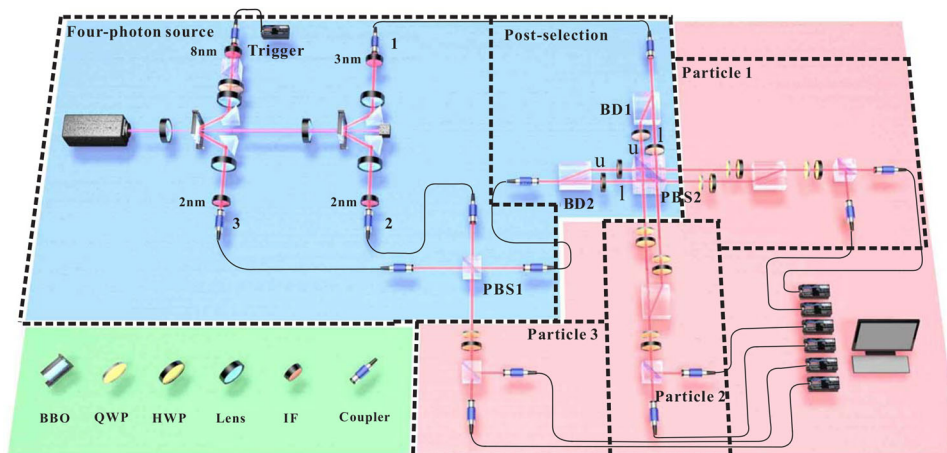 Four-photon source
8nm
Trigger
1
3nm
Post-selection
Particle 1
BD1
l
u
u
l
BD2
PBS2
2nm
3
2nm
2
PBS1
Particle 3
Particle 2
BBO
QWP
HWP
Lens
IF
Coupler